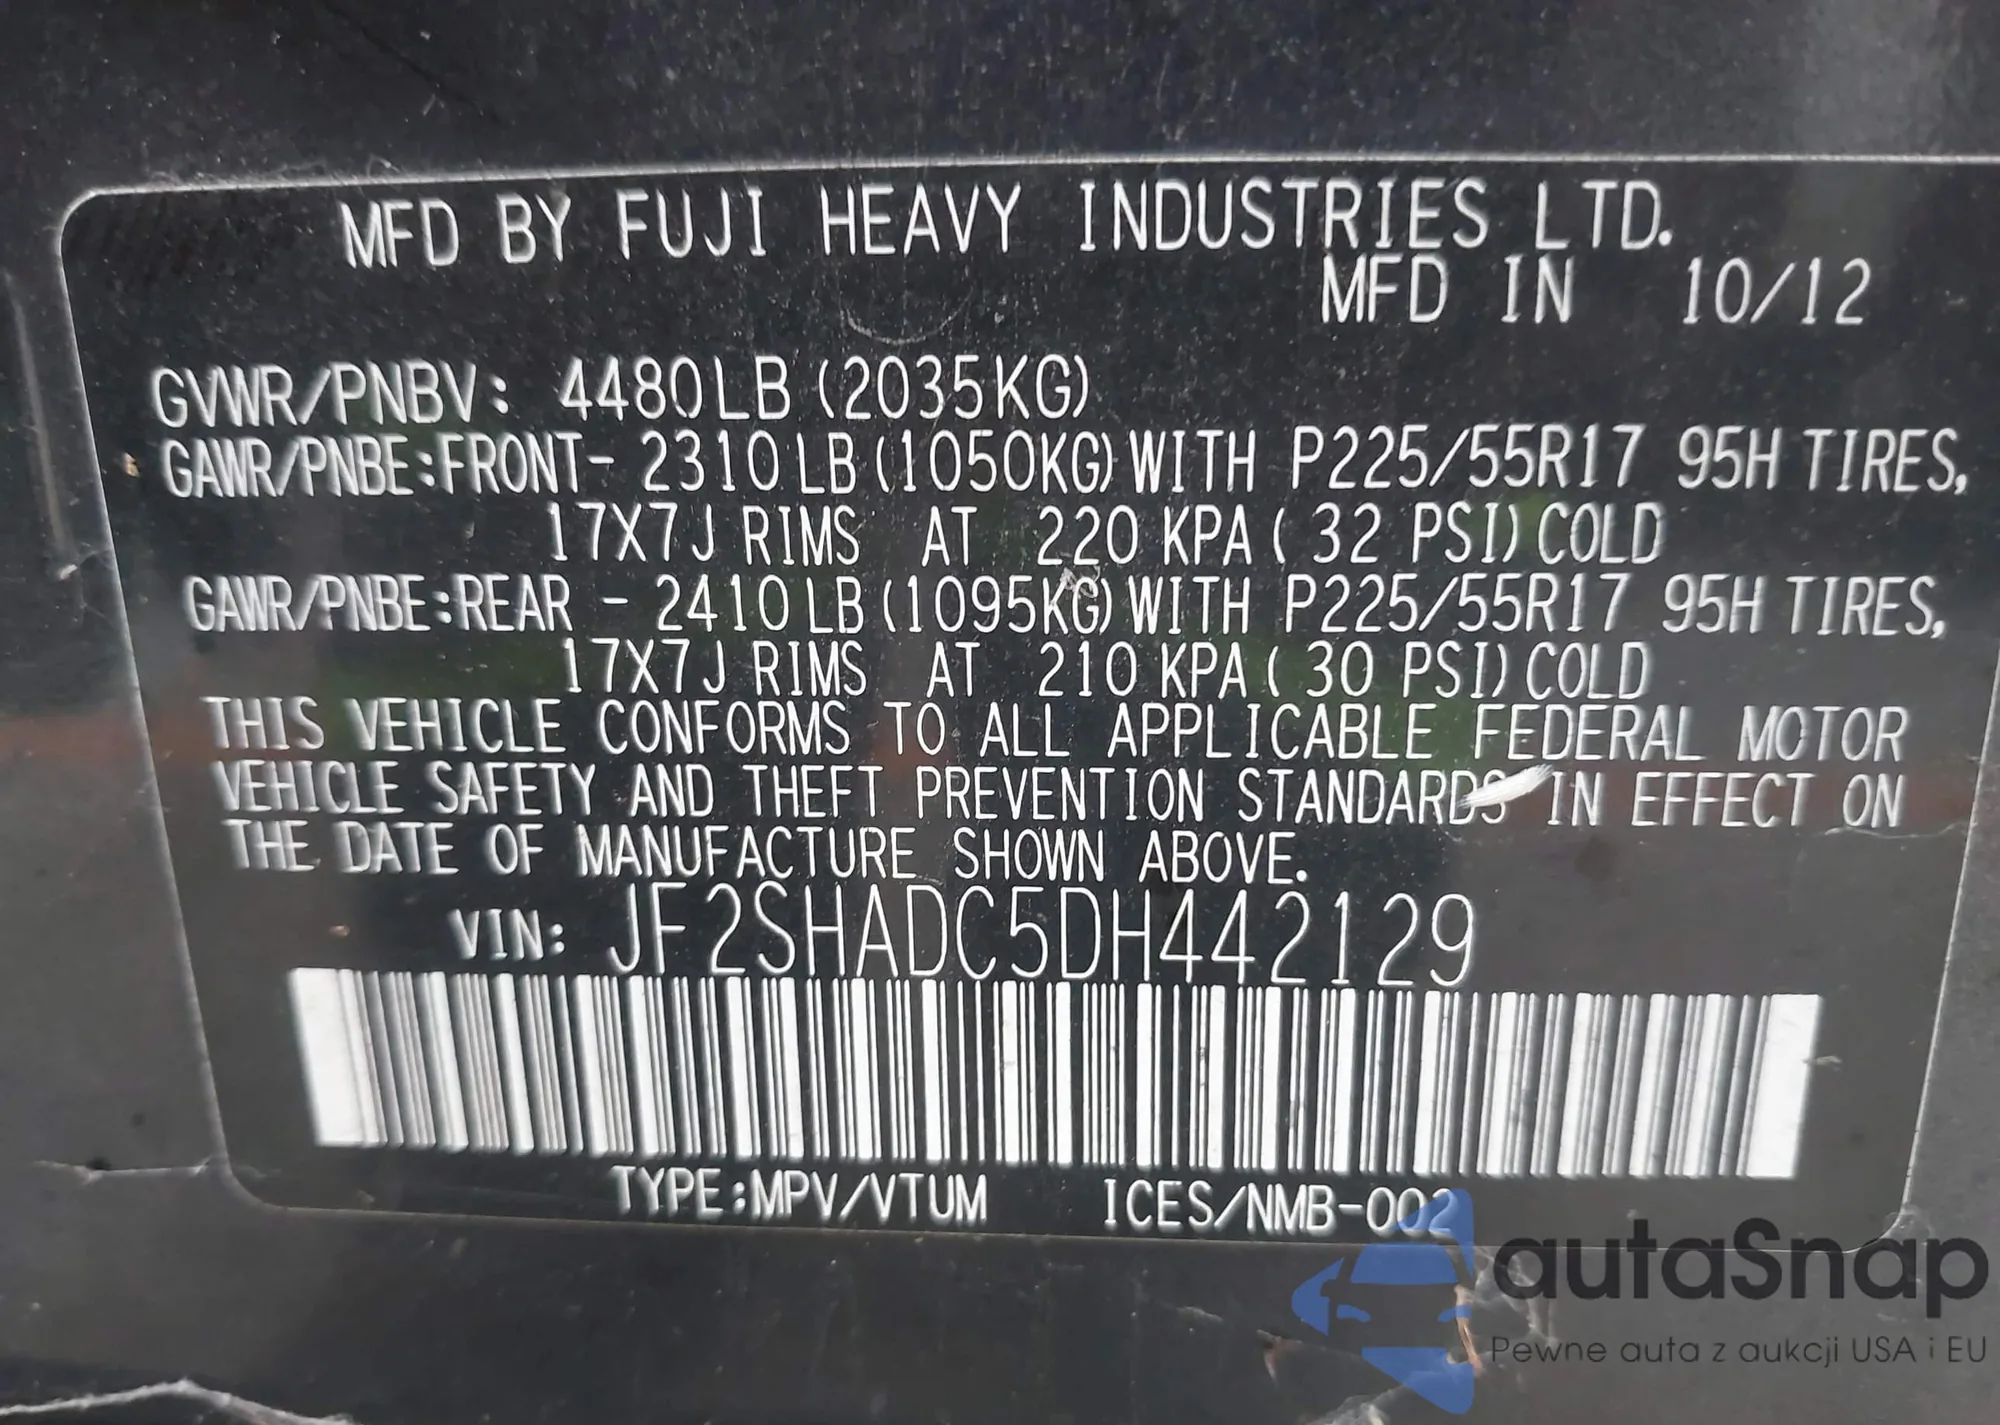 MFD BY FUJI HEAVY INDUSTRIES LTD.
MFD IN 10/12
GVWR/PNBV: 4480LB (2035KG)
GAWR/PNBE:FRONT- 2310LB (1050KG) WITH P225/55R17 95H TIRES,
17X7J RIMS AT 220 KPA ( 32 PSI) COLD
GAWR/PNBE:REAR - 2410LB (1095KG) WITH P225/55R17 95H TIRES,
17X7J RIMS AT 210 KPA ( 30 PSI) COLD
THIS VEHICLE CONFORMS TO ALL APPLICABLE FEDERAL MOTOR
VEHICLE SAFETY AND THEFT PREVENTION STANDARDS IN EFFECT ON
THE DATE OF MANUFACTURE SHOWN ABOVE.
VIN: JF2SHADC5DH442129
TYPE:MPV/VTUM ICES/NMB-002
autaSnap
Pewne auta z aukcji USA i EU